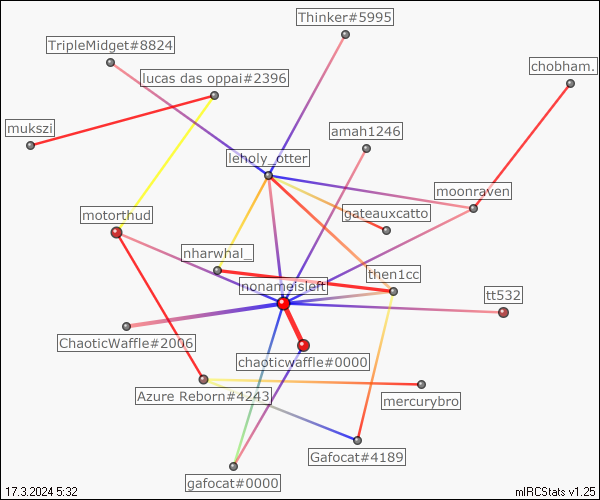 Thinker#5995
TripleMidget#8824
chobham.
lucas das oppai#2396
mukszi
amah1246
leholy_otter
moonraven
motorthud
gateauxcatto
nharwhal_
then1cc
nonameisleft
tt532
ChaoticWaffle#2006
chaoticwaffle#0000
Azure Reborn#4243
mercurybro
Gafocat#4189
gafocat#0000
17.3.2024 5:32
mIRCStats v1.25